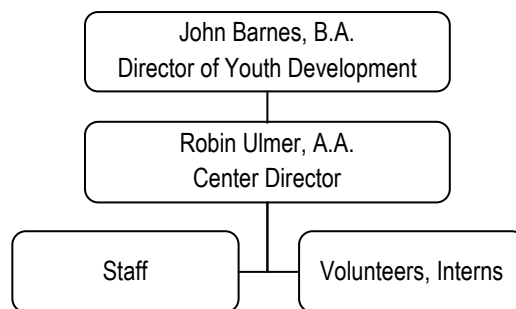 John Barnes, B.A.
Director of Youth Development
Robin Ulmer, A.A.
Center Director
Staff
Volunteers, Interns